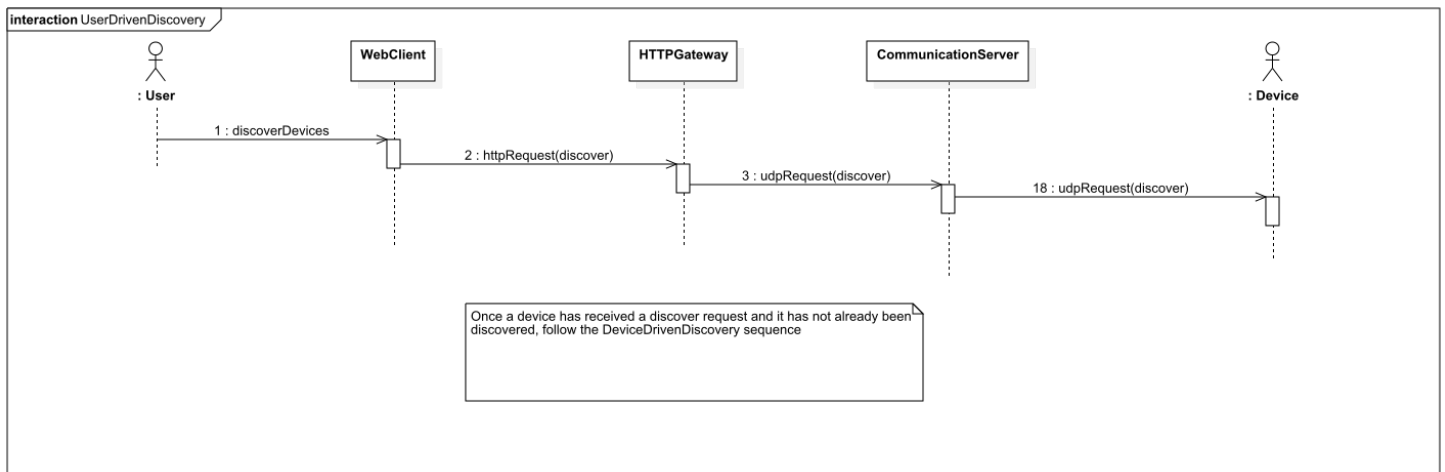 interaction UserDrivenDiscovery
WebClient
HTTPGateway
CommunicationServer
: User
: Device
1 : discoverDevices
2 : httpRequest(discover)
3 : udpRequest(discover)
18 : udpRequest(discover)
Once a device has received a discover request and it has not already been
discovered, follow the DeviceDrivenDiscovery sequence